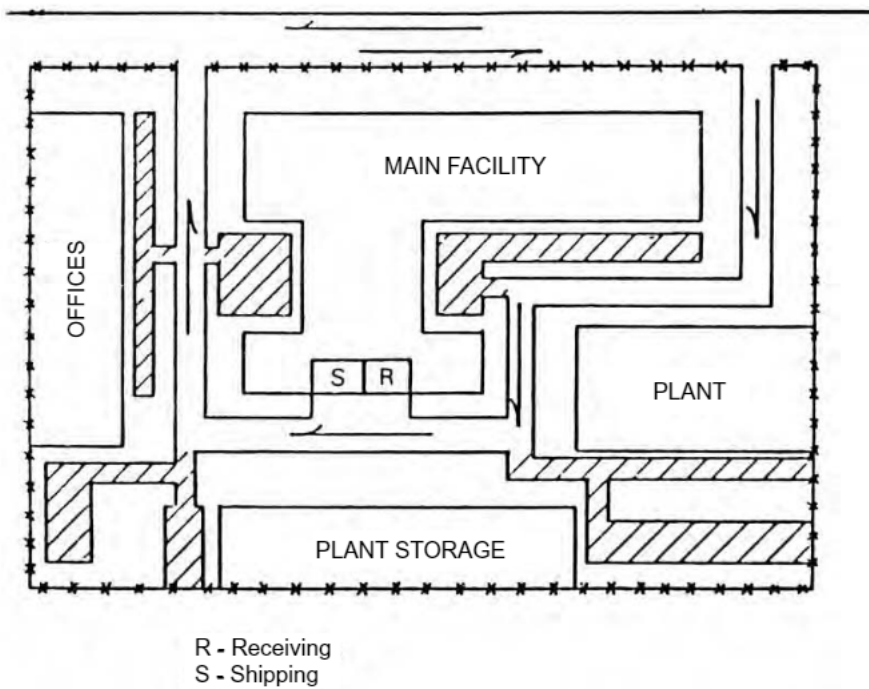 MAIN FACILITY
OFFICES
S R
PLANT
PLANT STORAGE
R - Receiving
S - Shipping